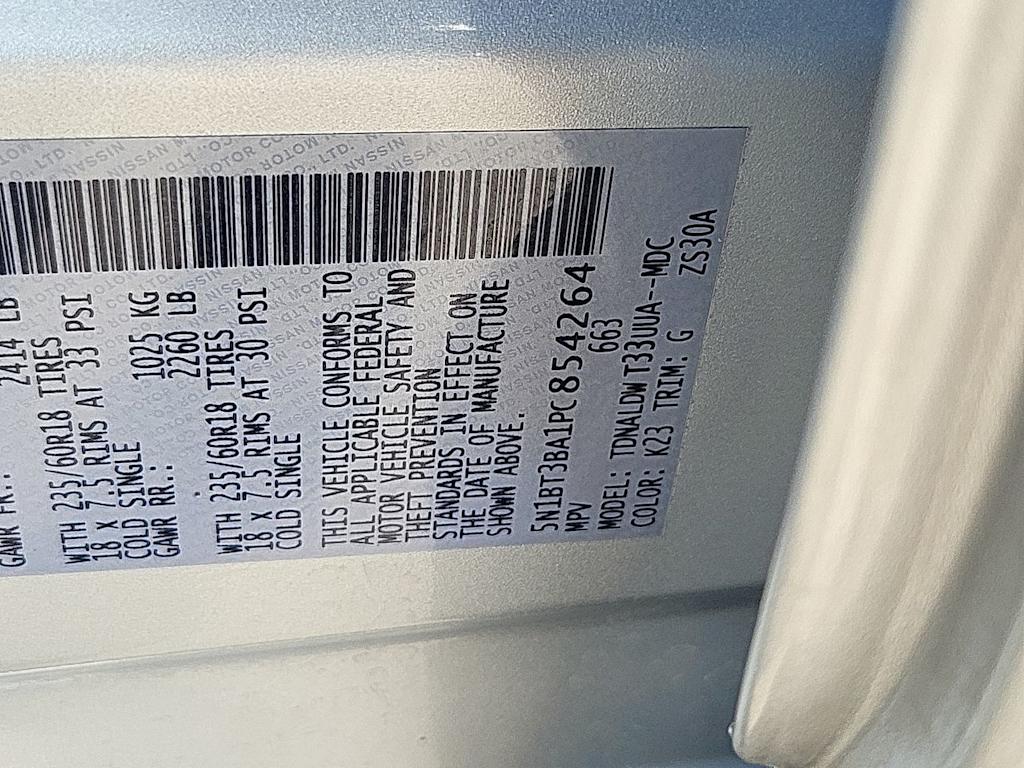 GAWR FR.: 2414 LB
WITH 235/60R18 TIRES
18 X 7.5 RIMS AT 33 PSI
COLD SINGLE 1025 KG
GAWR RR.: 2260 LB
WITH 235/60R18 TIRES
18 X 7.5 RIMS AT 30 PSI
COLD SINGLE
THIS VEHICLE CONFORMS TO
ALL APPLICABLE FEDERAL
MOTOR VEHICLE SAFETY AND
THEFT PREVENTION
STANDARDS IN EFFECT ON
THE DATE OF MANUFACTURE
SHOWN ABOVE.
5N1BT3BA1PC854264
MPV 663
MODEL: TDNALDW T33UUA--MDC
COLOR: K23 TRIM: G ZS30A